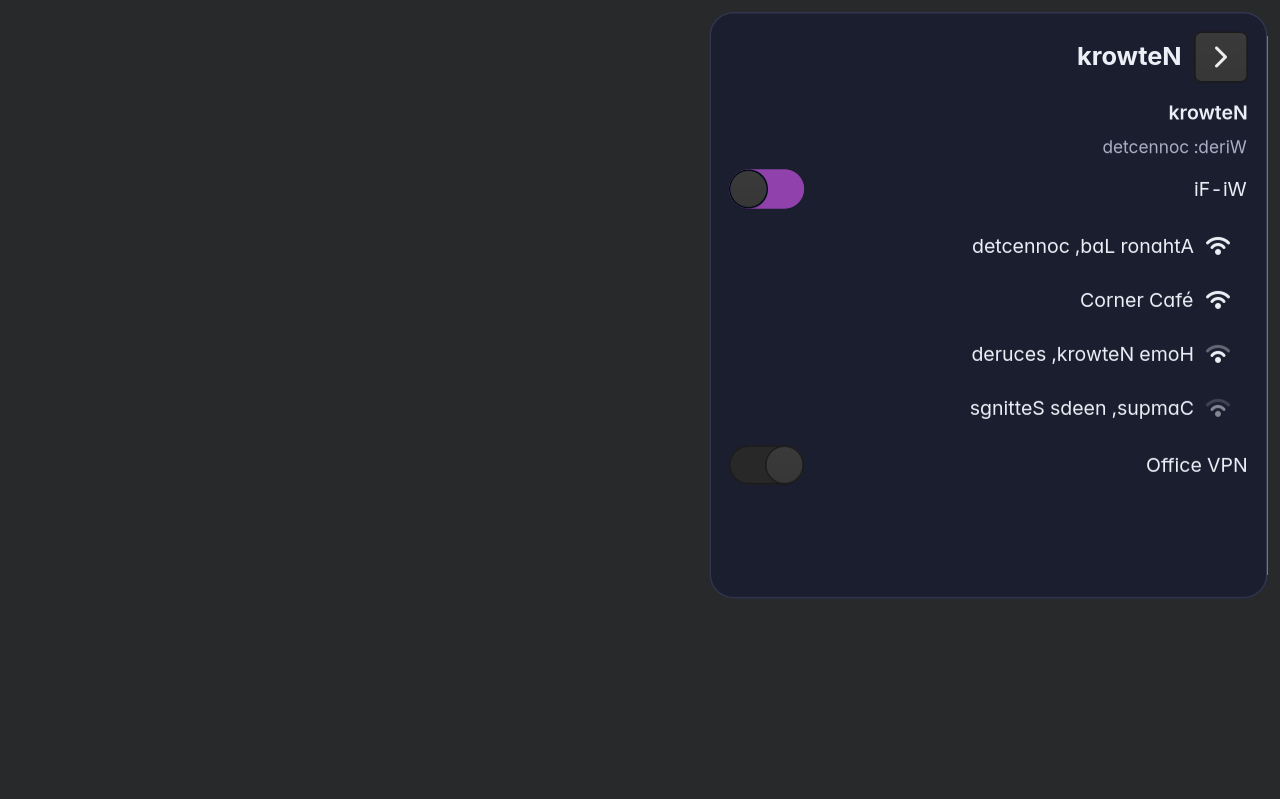 krowteN
krowteN
detcennoc :deriW
iF-iW
detcennoc ,baL ronahtA
Corner Café
deruces ,krowteN emoH
sgnitteS sdeen ,supmaC
Office VPN